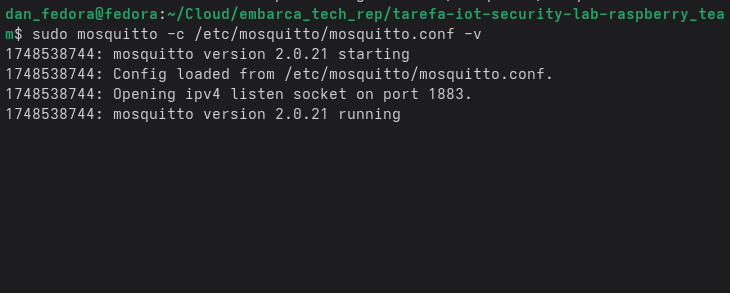 dan_fedora@fedora:~/Cloud/embarca_tech_rep/tarefa-iot-security-lab-raspberry_tea
m$ sudo mosquitto -c /etc/mosquitto/mosquitto.conf -v
1748538744: mosquitto version 2.0.21 starting
1748538744: Config loaded from /etc/mosquitto/mosquitto.conf.
1748538744: Opening ipv4 listen socket on port 1883.
1748538744: mosquitto version 2.0.21 running